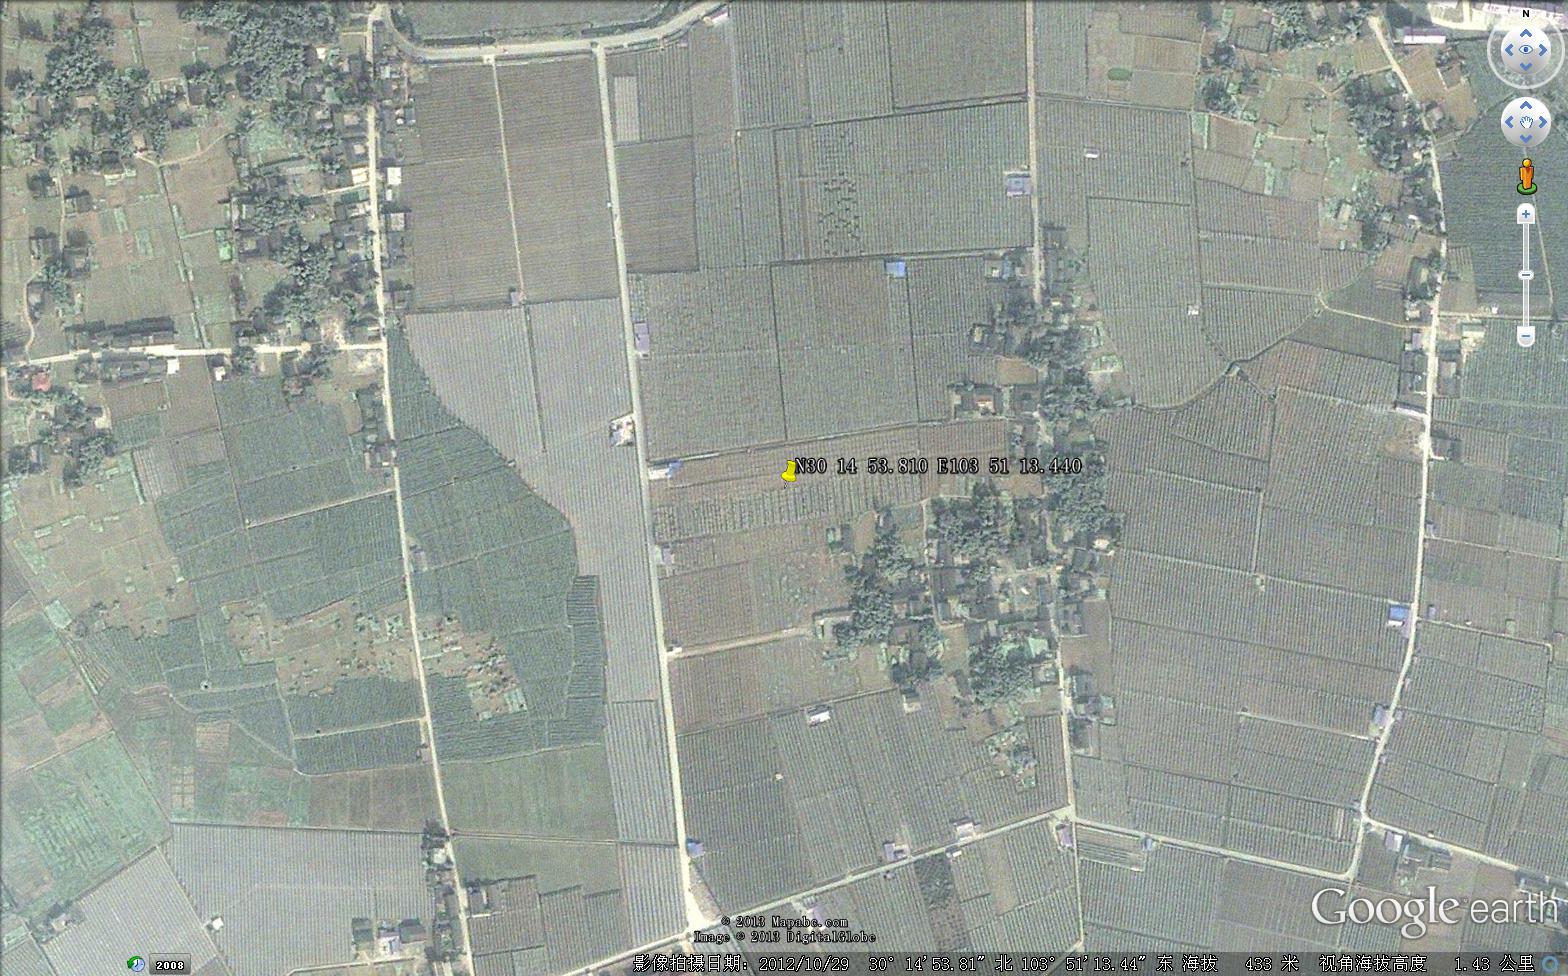 N
N30 14 53.810 E103 51 13.440
Google earth
© 2013 Mapabc.com
Image © 2013 DigitalGlobe
2008
影像拍摄日期: 2012/10/29 30° 14'53.81" 北 103° 51'13.44" 东 海拔 433 米 视角海拔高度 1.43 公里